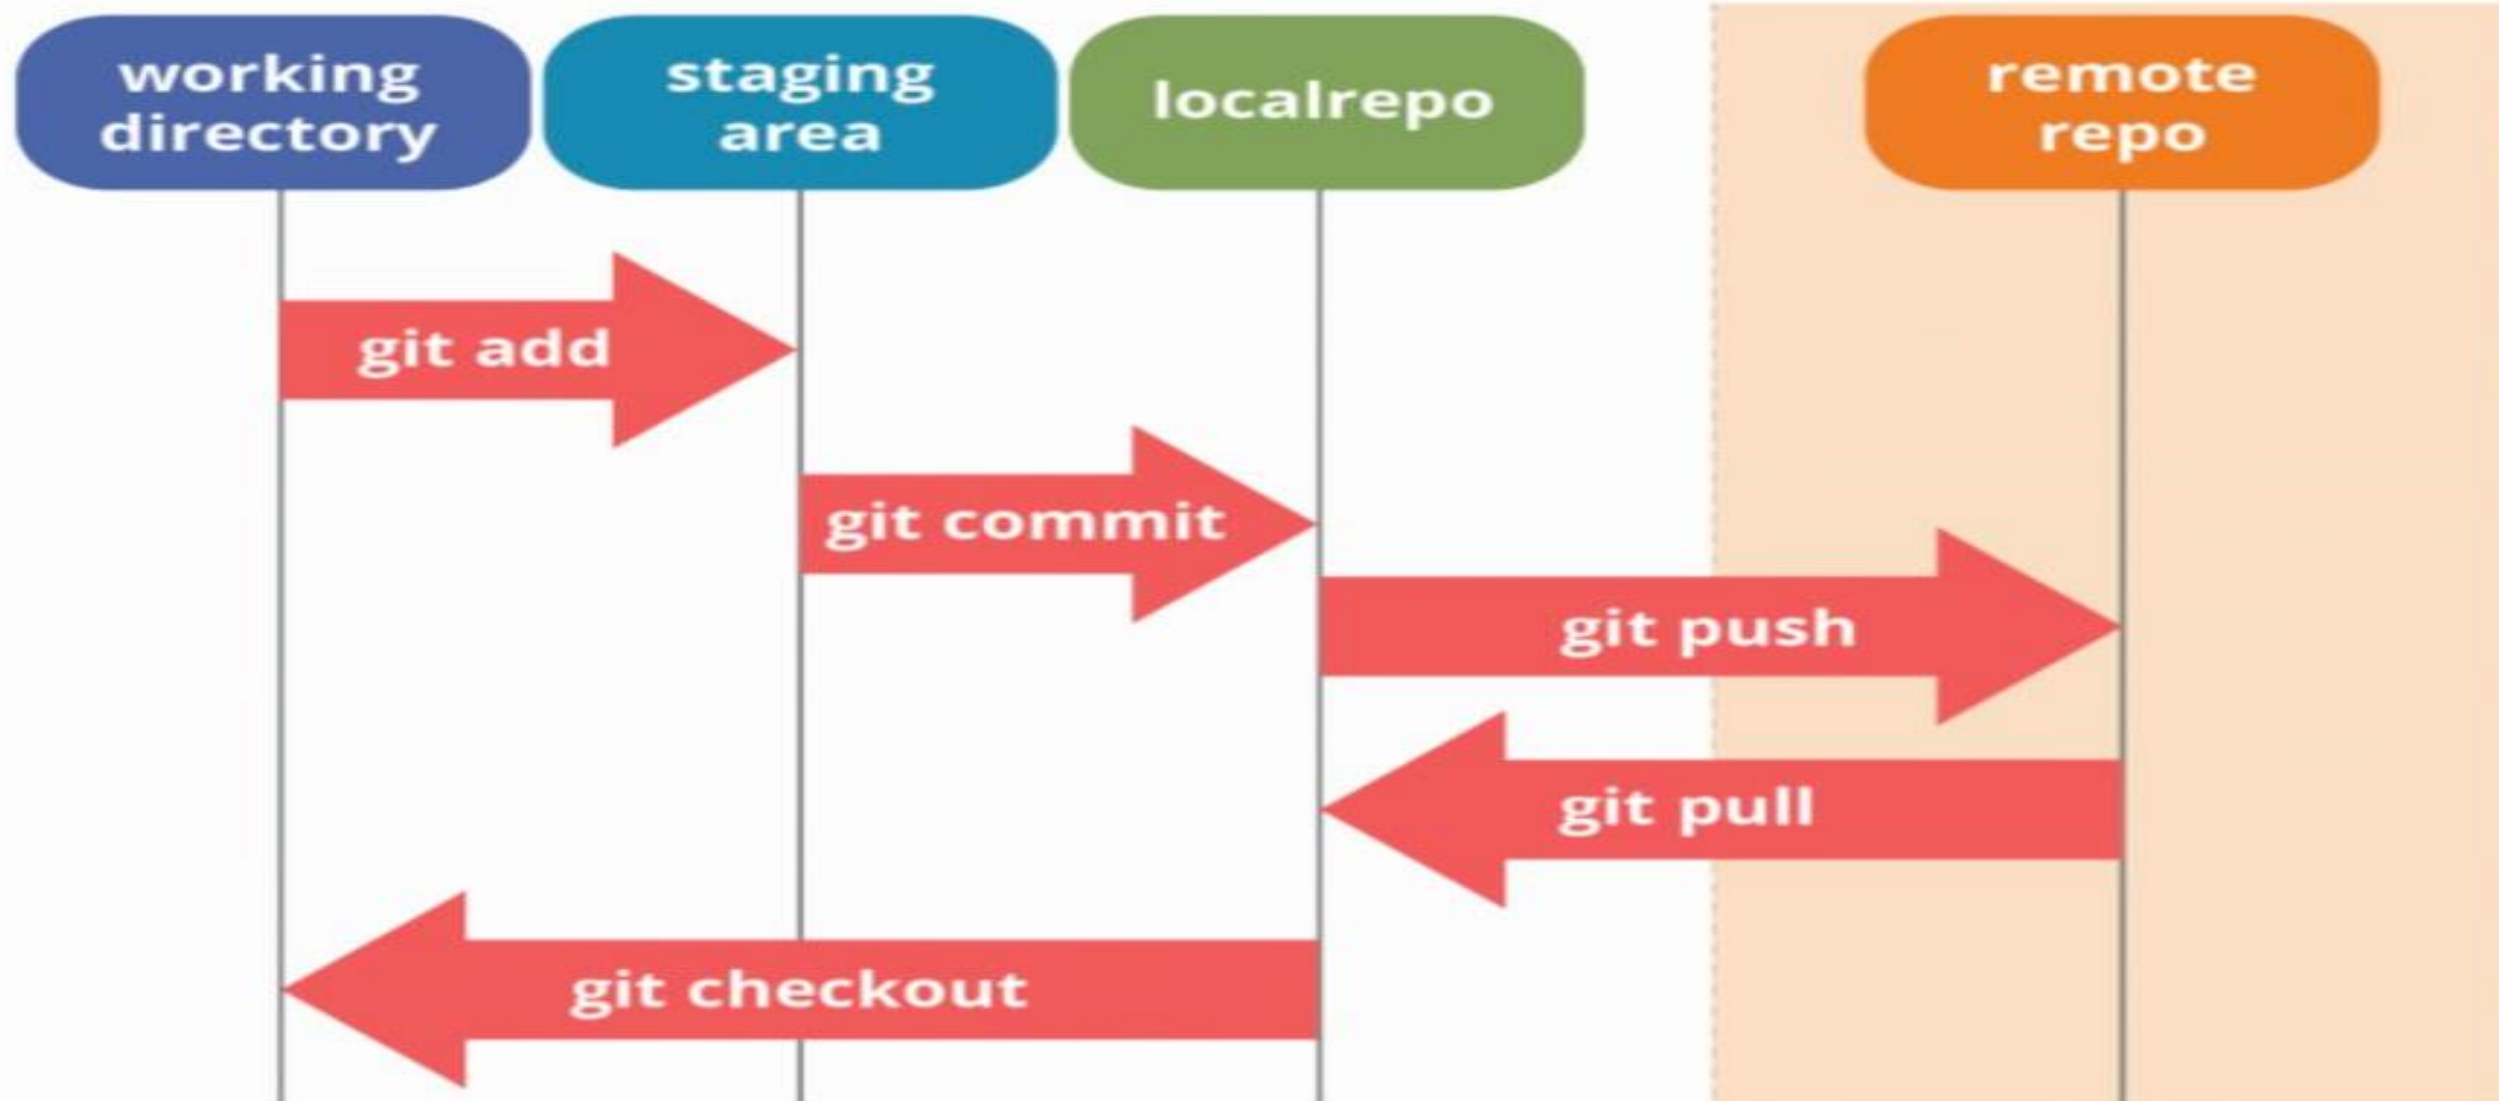 working
directory
staging
area
localrepo
remote
repo
git add
git commit
git push
git pull
git checkout